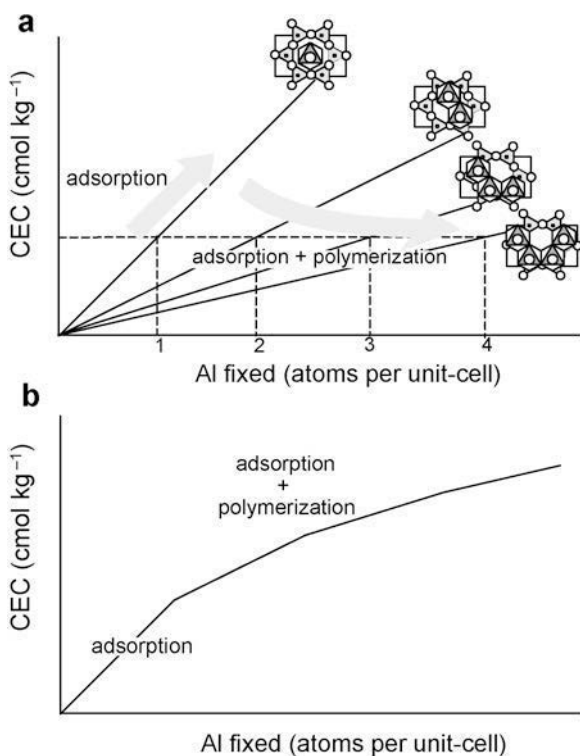 a
CEC (cmol kg⁻¹)
adsorption
adsorption + polymerization
1 2 3 4
Al fixed (atoms per unit-cell)
b
CEC (cmol kg⁻¹)
adsorption
+
polymerization
adsorption
Al fixed (atoms per unit-cell)